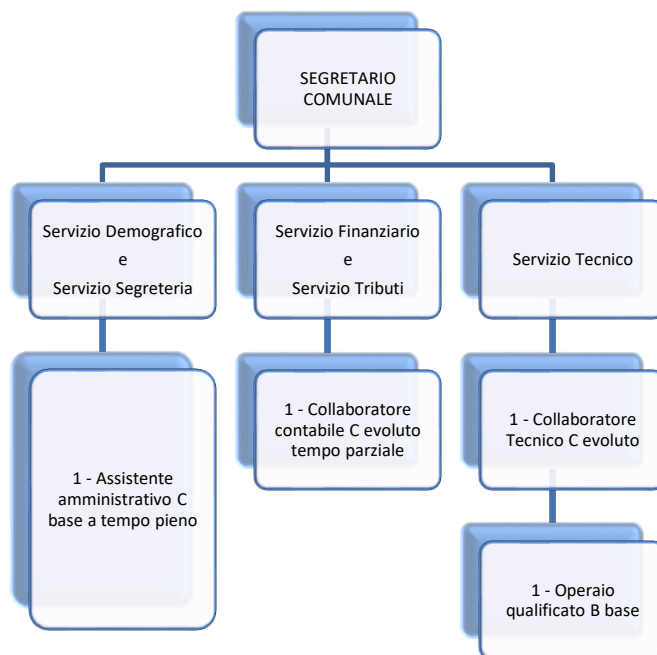 SEGRETARIO
COMUNALE
Servizio Demografico
e
Servizio Segreteria
Servizio Finanziario
e
Servizio Tributi
Servizio Tecnico
1 - Assistente
amministrativo C
base a tempo pieno
1 - Collaboratore
contabile C evoluto
tempo parziale
1 - Collaboratore
Tecnico C evoluto
1 - Operaio
qualificato B base